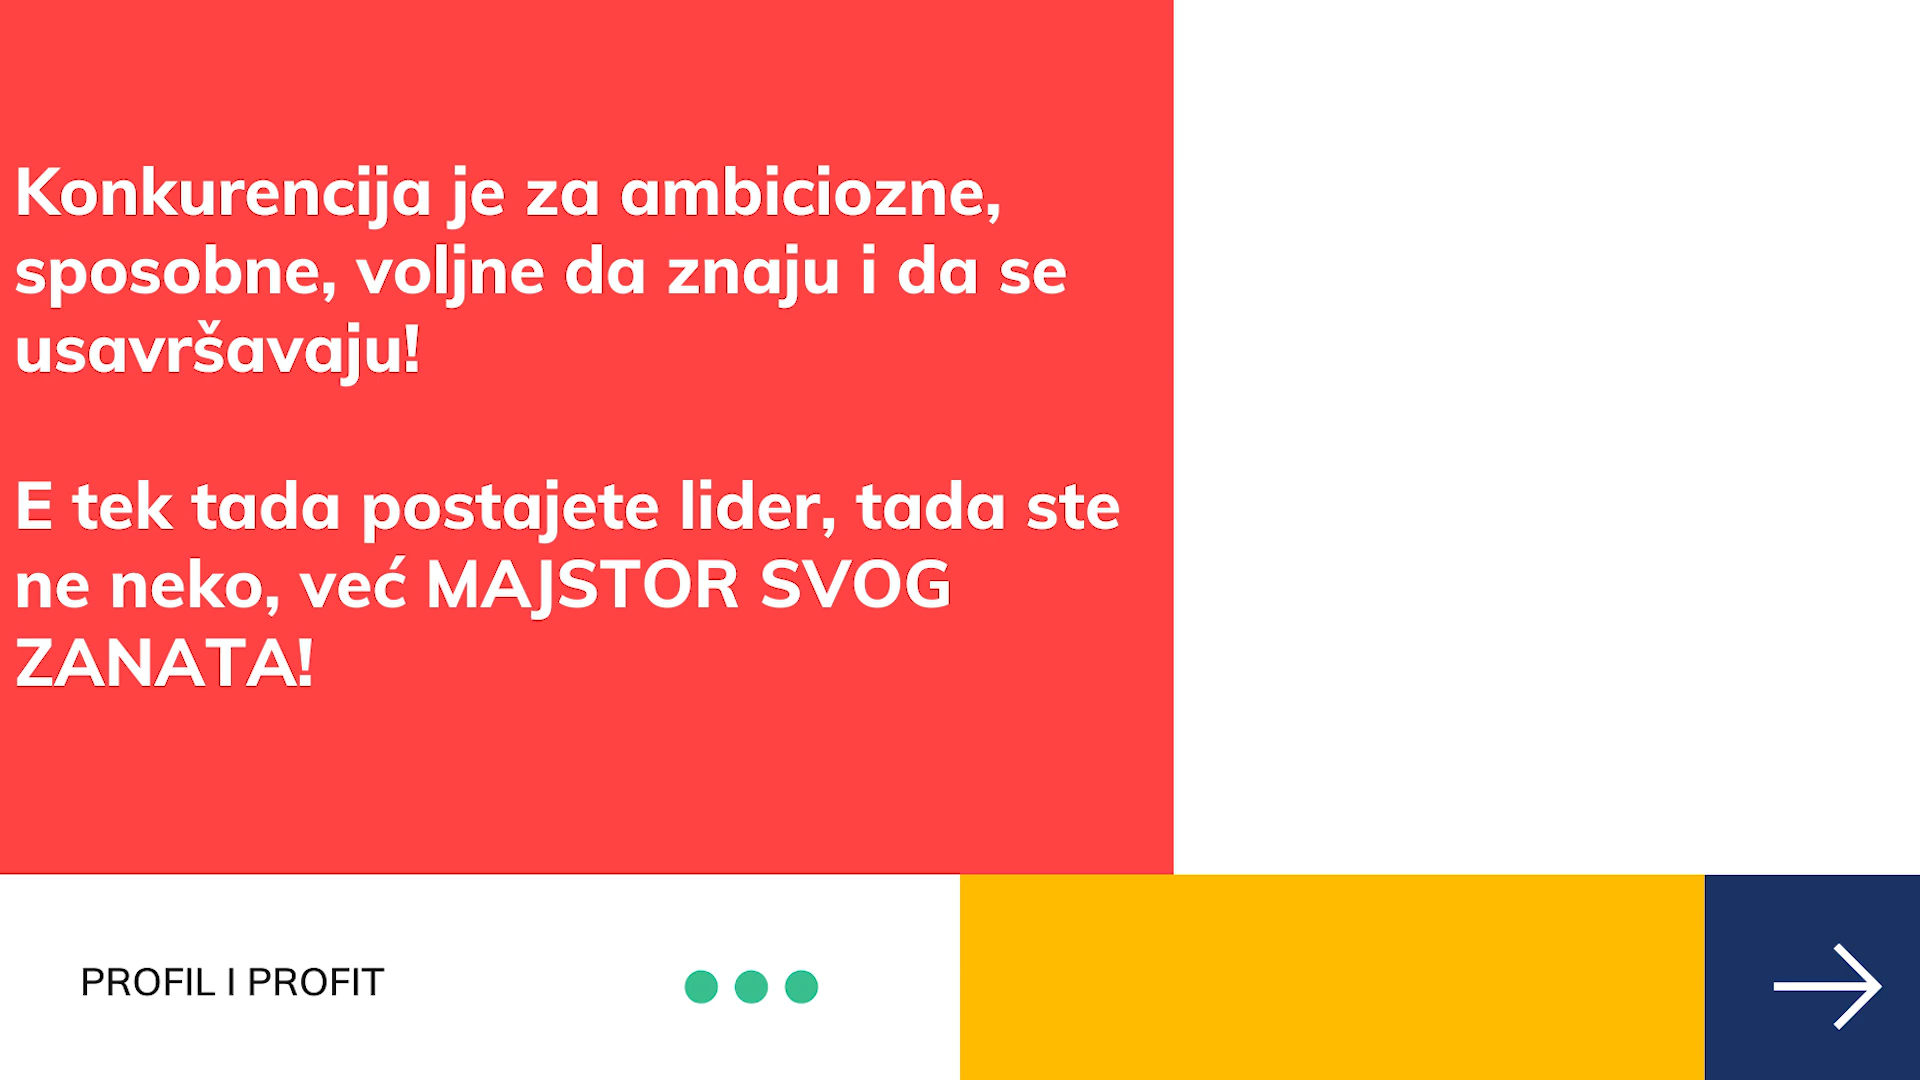 Konkurencija je za ambiciozne,
sposobne, voljne da znaju i da se
usavršavaju!
E tek tada postajete lider, tada ste
ne neko, već MAJSTOR SVOG
ZANATA!
PROFIL I PROFIT